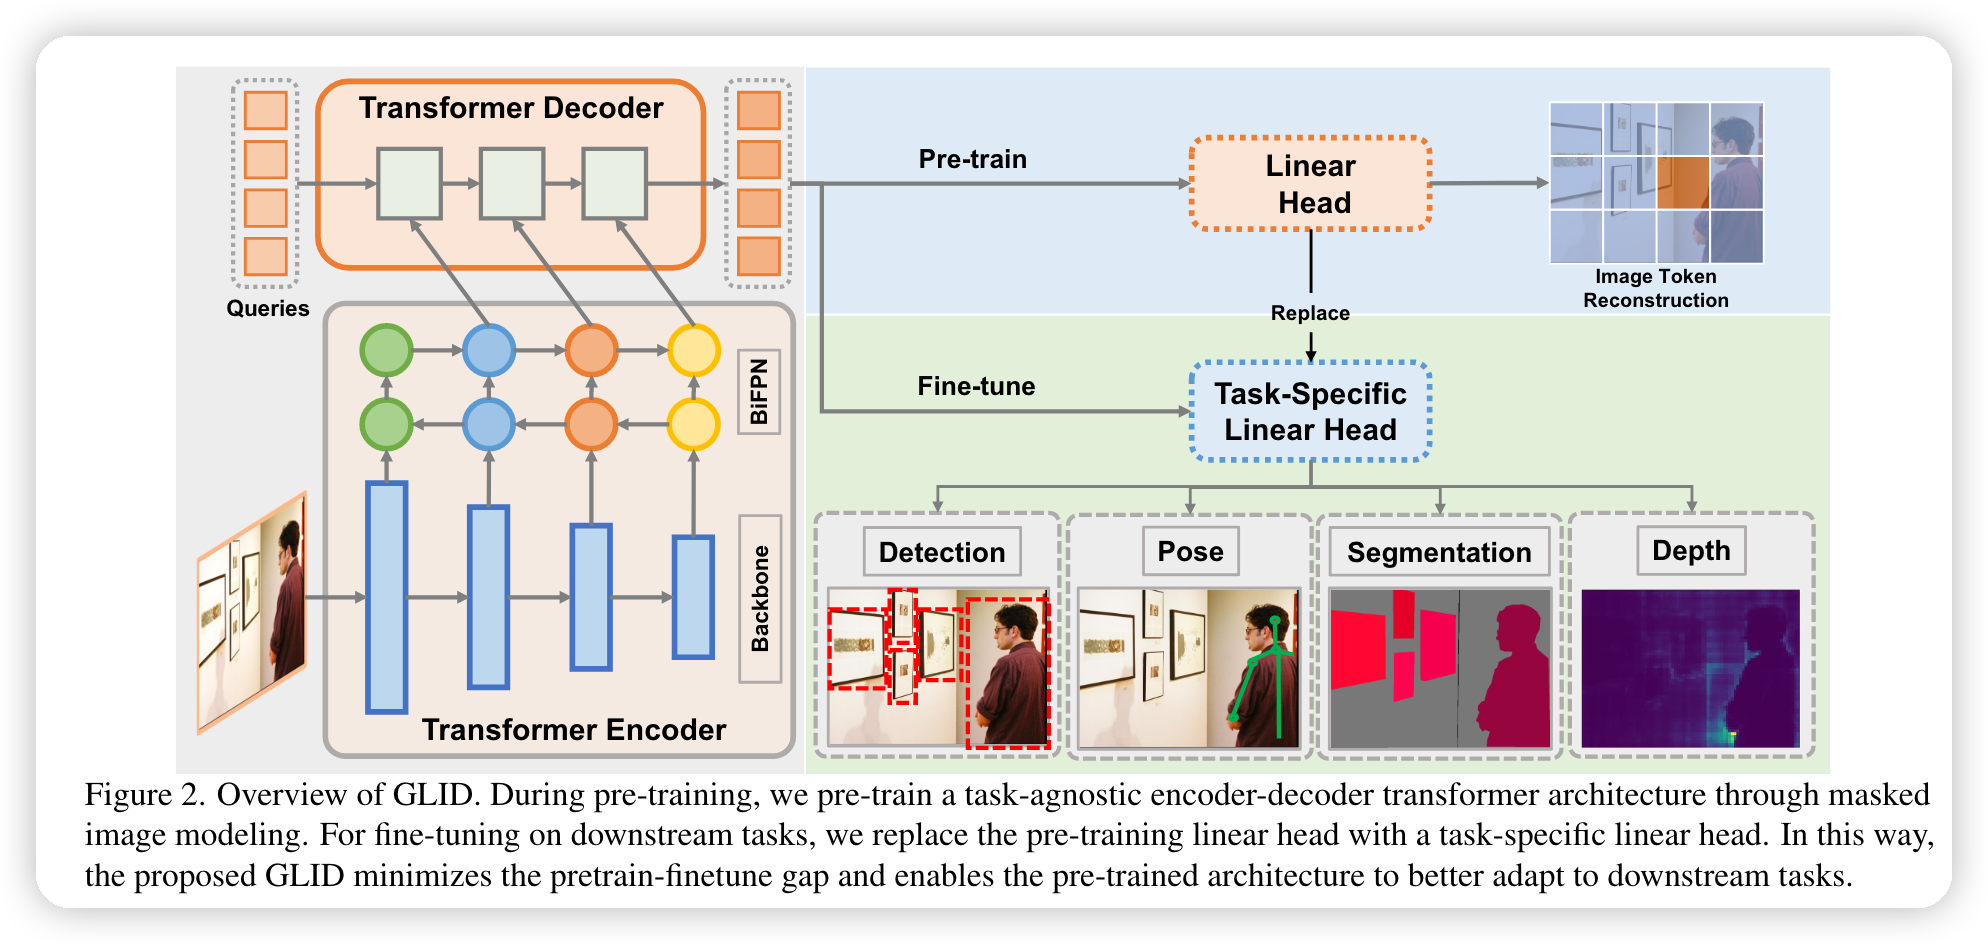 Transformer Decoder
Queries
BiFPN
Backbone
Transformer Encoder
Pre-train
Linear
Head
Image Token
Reconstruction
Replace
Fine-tune
Task-Specific
Linear Head
Detection
Pose
Segmentation
Depth
Figure 2. Overview of GLID. During pre-training, we pre-train a task-agnostic encoder-decoder transformer architecture through masked
image modeling. For fine-tuning on downstream tasks, we replace the pre-training linear head with a task-specific linear head. In this way,
the proposed GLID minimizes the pretrain-finetune gap and enables the pre-trained architecture to better adapt to downstream tasks.